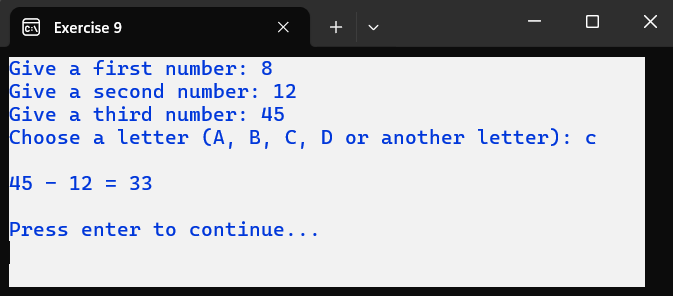 Exercise 9
Give a first number: 8
Give a second number: 12
Give a third number: 45
Choose a letter (A, B, C, D or another letter): c
45 - 12 = 33
Press enter to continue...